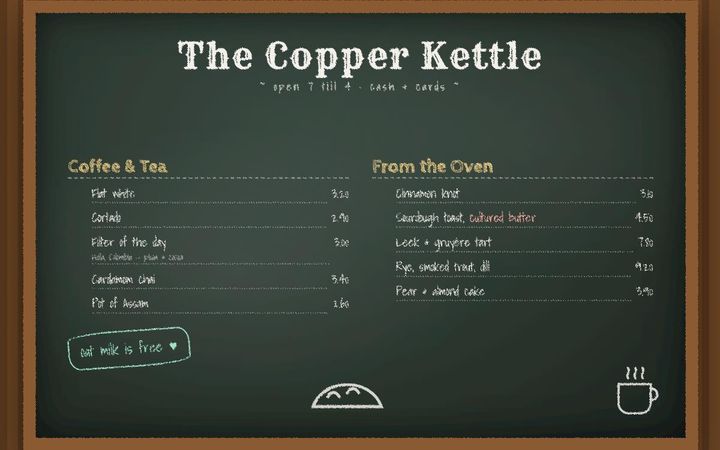 The Copper Kettle
~ open 7 till 4 · cash + cards ~
Coffee & Tea
Flat white 3.20
Cortado 2.90
Filter of the day 3.00
Huila, Colombia — plum + cocoa
Cardamom chai 3.40
Pot of Assam 2.60
oat milk is free ♥
From the Oven
Cinnamon knot
Sourdough toast, cultured butter 4.50
Leek + gruyère tart 7.80
Rye, smoked trout, dill 9.20
Pear + almond cake 3.90